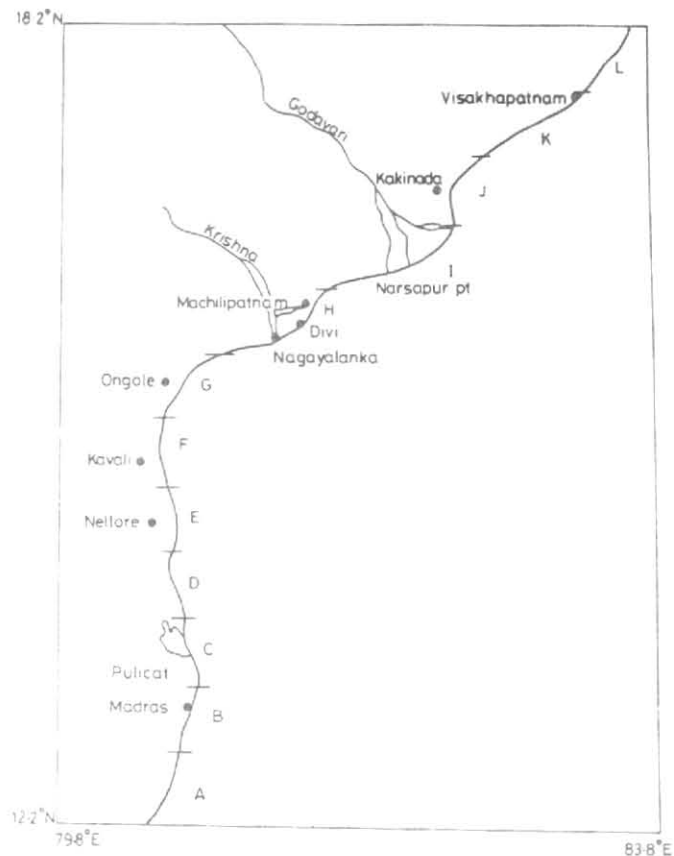 18·2°N
L
Visakhapatnam
K
Godavari
Kakinada
J
Krishna
I
Narsapur pt
Machilipatnam
H
Divi
Nagayalanka
Ongole
G
F
Kavali
E
Nellore
D
C
Pulicat
Madras
B
A
12·2°N
79·8°E
83·8°E